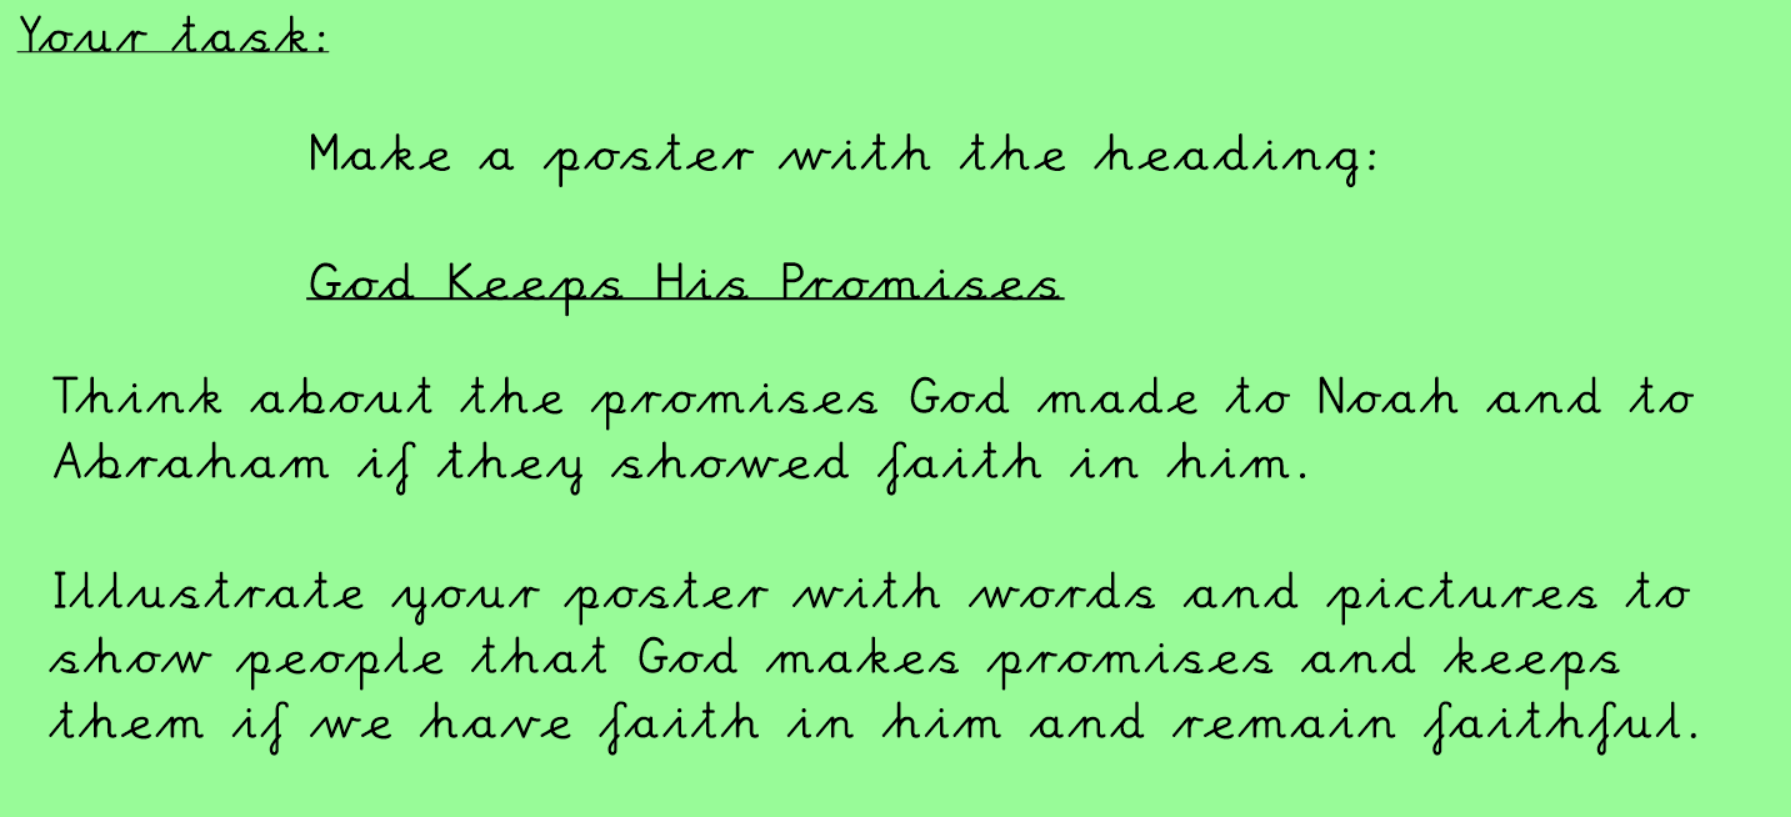 Your task:
Make a poster with the heading:
God Keeps His Promises
Think about the promises God made to Noah and to
Abraham if they showed faith in him.
Illustrate your poster with words and pictures to
show people that God makes promises and keeps
them if we have faith in him and remain faithful.